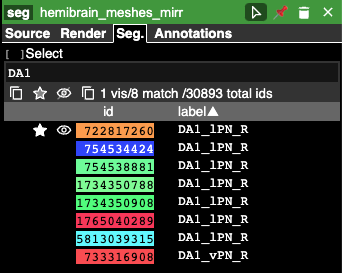 seg hemibrain_meshes_mirr
Source Render Seg. Annotations
[ ]Select
DA1
1 vis/8 match /30893 total ids
id label▲
722817260 DA1_lPN_R
754534424 DA1_lPN_R
754538881 DA1_lPN_R
1734350788 DA1_lPN_R
1734350908 DA1_lPN_R
1765040289 DA1_lPN_R
5813039315 DA1_lPN_R
733316908 DA1_vPN_R